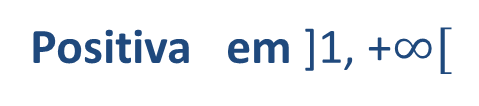 Positiva em ]1, +∞[